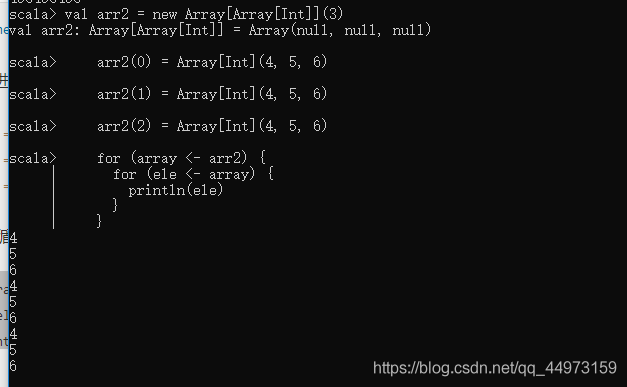 scala> val arr2 = new Array[Array[Int]](3)
val arr2: Array[Array[Int]] = Array(null, null, null)
scala>     arr2(0) = Array[Int](4, 5, 6)
scala>     arr2(1) = Array[Int](4, 5, 6)
scala>     arr2(2) = Array[Int](4, 5, 6)
scala>     for (array <- arr2) {
     |       for (ele <- array) {
     |         println(ele)
     |       }
     |     }
4
5
6
4
5
6
4
5
6
https://blog.csdn.net/qq_44973159